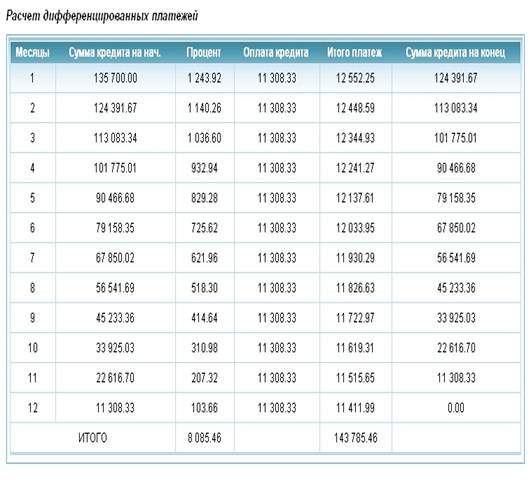 Расчет дифференцированных платежей
Месяцы Сумма кредита на нач. Процент Оплата кредита Итого платеж Сумма кредита на конец
1 135 700.00 1 243.92 11 308.33 12 552.25 124 391.67
2 124 391.67 1 140.26 11 308.33 12 448.59 113 083.34
3 113 083.34 1 036.60 11 308.33 12 344.93 101 775.01
4 101 775.01 932.94 11 308.33 12 241.27 90 466.68
5 90 466.68 829.28 11 308.33 12 137.61 79 158.35
6 79 158.35 725.62 11 308.33 12 033.95 67 850.02
7 67 850.02 621.96 11 308.33 11 930.29 56 541.69
8 56 541.69 518.30 11 308.33 11 826.63 45 233.36
9 45 233.36 414.64 11 308.33 11 722.97 33 925.03
10 33 925.03 310.98 11 308.33 11 619.31 22 616.70
11 22 616.70 207.32 11 308.33 11 515.65 11 308.33
12 11 308.33 103.66 11 308.33 11 411.99 0.00
ИТОГО 8 085.46 143 785.46